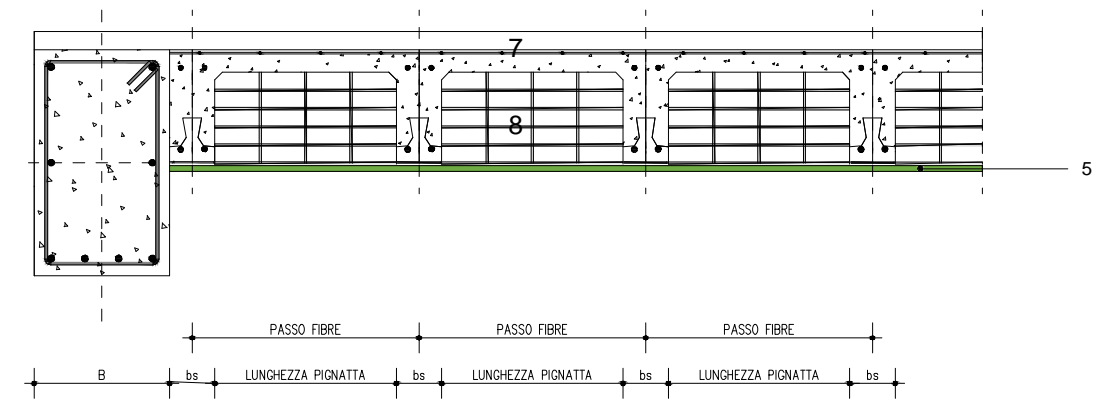 7
8
5
PASSO FIBRE PASSO FIBRE PASSO FIBRE
B bs LUNGHEZZA PIGNATTA bs LUNGHEZZA PIGNATTA bs LUNGHEZZA PIGNATTA bs